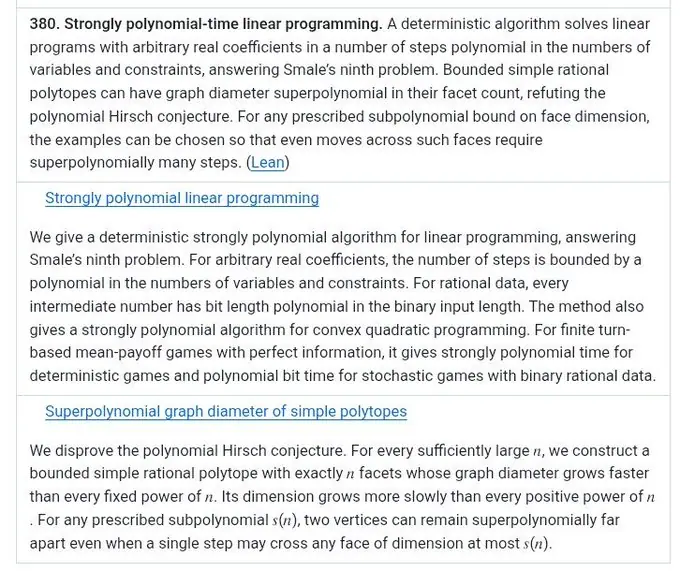 380. Strongly polynomial-time linear programming. A deterministic algorithm solves linear
programs with arbitrary real coefficients in a number of steps polynomial in the numbers of
variables and constraints, answering Smale's ninth problem. Bounded simple rational
polytopes can have graph diameter superpolynomial in their facet count, refuting the
polynomial Hirsch conjecture. For any prescribed subpolynomial bound on face dimension,
the examples can be chosen so that even moves across such faces require
superpolynomially many steps. (Lean)
Strongly polynomial linear programming
We give a deterministic strongly polynomial algorithm for linear programming, answering
Smale's ninth problem. For arbitrary real coefficients, the number of steps is bounded by a
polynomial in the numbers of variables and constraints. For rational data, every
intermediate number has bit length polynomial in the binary input length. The method also
gives a strongly polynomial algorithm for convex quadratic programming. For finite turn-
based mean-payoff games with perfect information, it gives strongly polynomial time for
deterministic games and polynomial bit time for stochastic games with binary rational data.
Superpolynomial graph diameter of simple polytopes
We disprove the polynomial Hirsch conjecture. For every sufficiently large n, we construct a
bounded simple rational polytope with exactly n facets whose graph diameter grows faster
than every fixed power of n. Its dimension grows more slowly than every positive power of n
. For any prescribed subpolynomial s(n), two vertices can remain superpolynomially far
apart even when a single step may cross any face of dimension at most s(n).